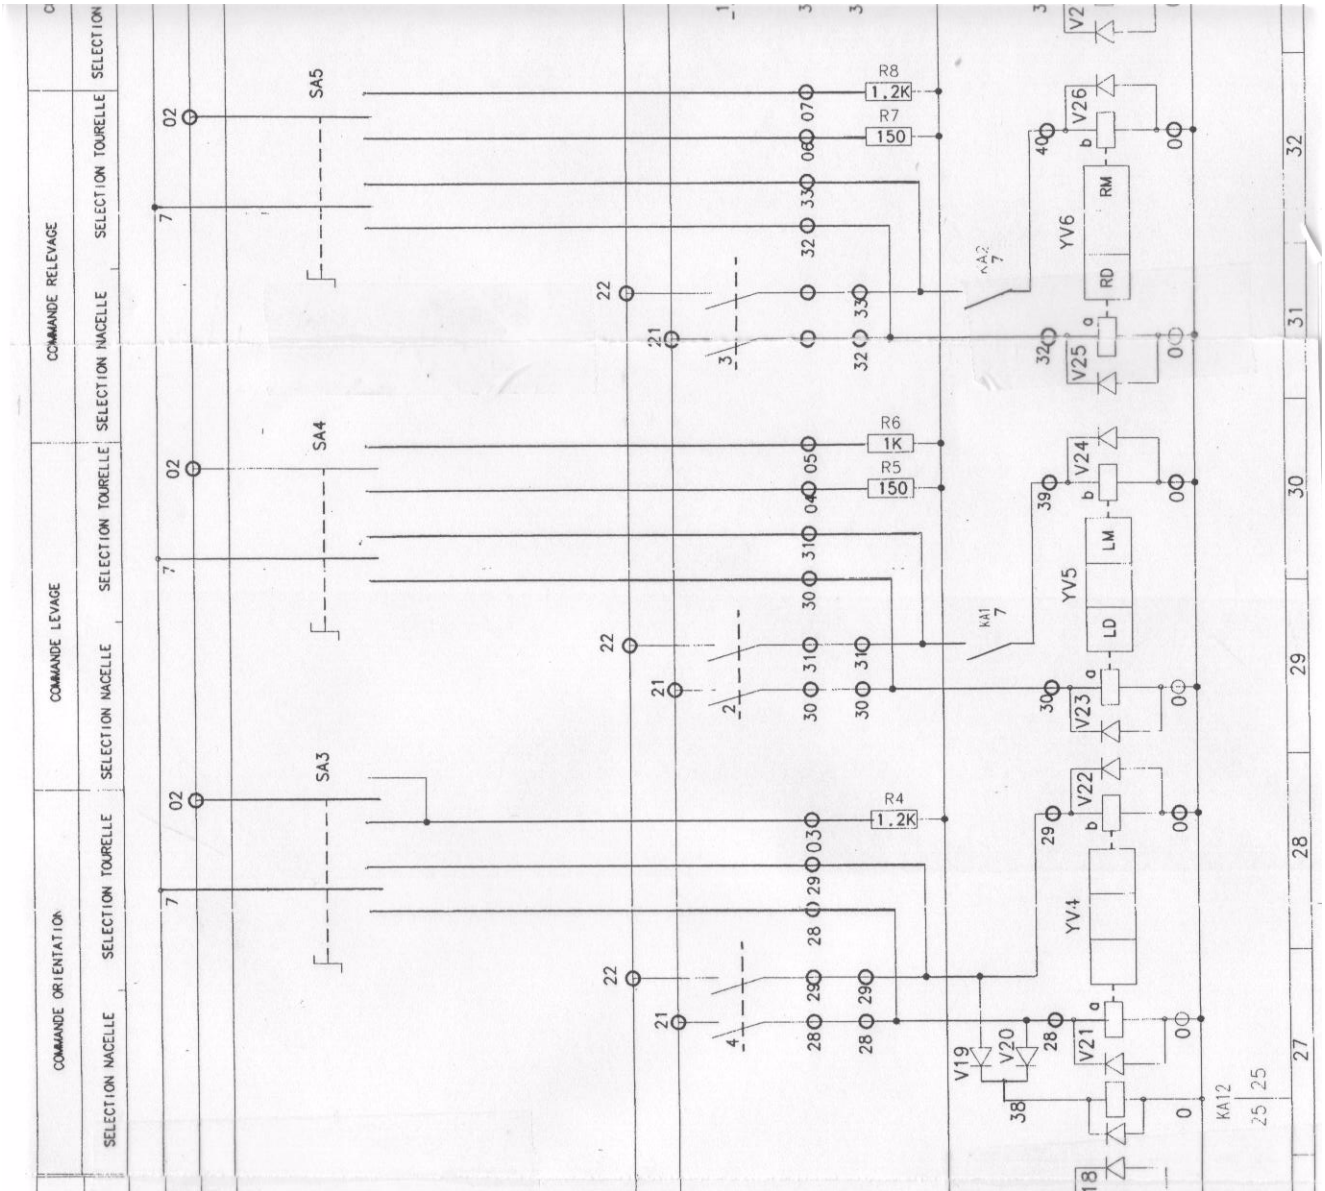 COMMANDE ORIENTATION
COMMANDE LEVAGE
COMMANDE RELEVAGE
SELECTION NACELLE
SELECTION TOURELLE
SELECTION NACELLE
SELECTION TOURELLE
SELECTION NACELLE
SELECTION TOURELLE
SELECTION
7
02
7
02
7
02
SA3
SA4
SA5
22
22
22
21
21
21
4
2
3
28
29
28
29
03
30
31
30
31
04
05
32
33
06
07
28
29
30
31
32
33
R4
1.2K
R5
150
R6
1K
R7
150
R8
1.2K
V19
V20
KA1
7
KA2
7
38
28
29
30
39
32
40
V21
V22
V23
V24
V25
V26
V2
YV4
YV5
YV6
18
a
b
a
b
a
b
LD
LM
RD
RM
0
0
0
0
0
0
0
KA12
25
25
27
28
29
30
31
32